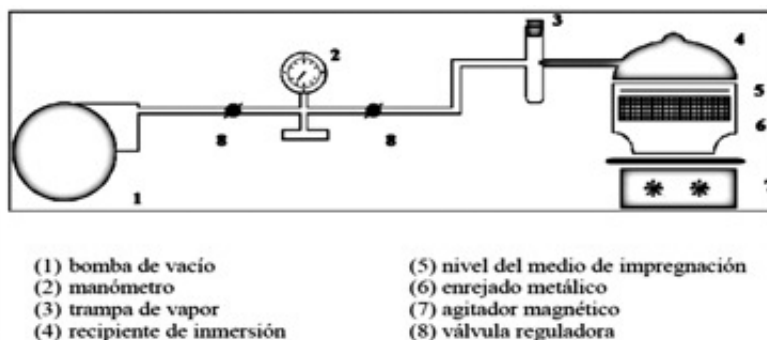 3
2
4
5
8
8
6
1
7
(1) bomba de vacío
(2) manómetro
(3) trampa de vapor
(4) recipiente de inmersión
(5) nivel del medio de impregnación
(6) enrejado metálico
(7) agitador magnético
(8) válvula reguladora